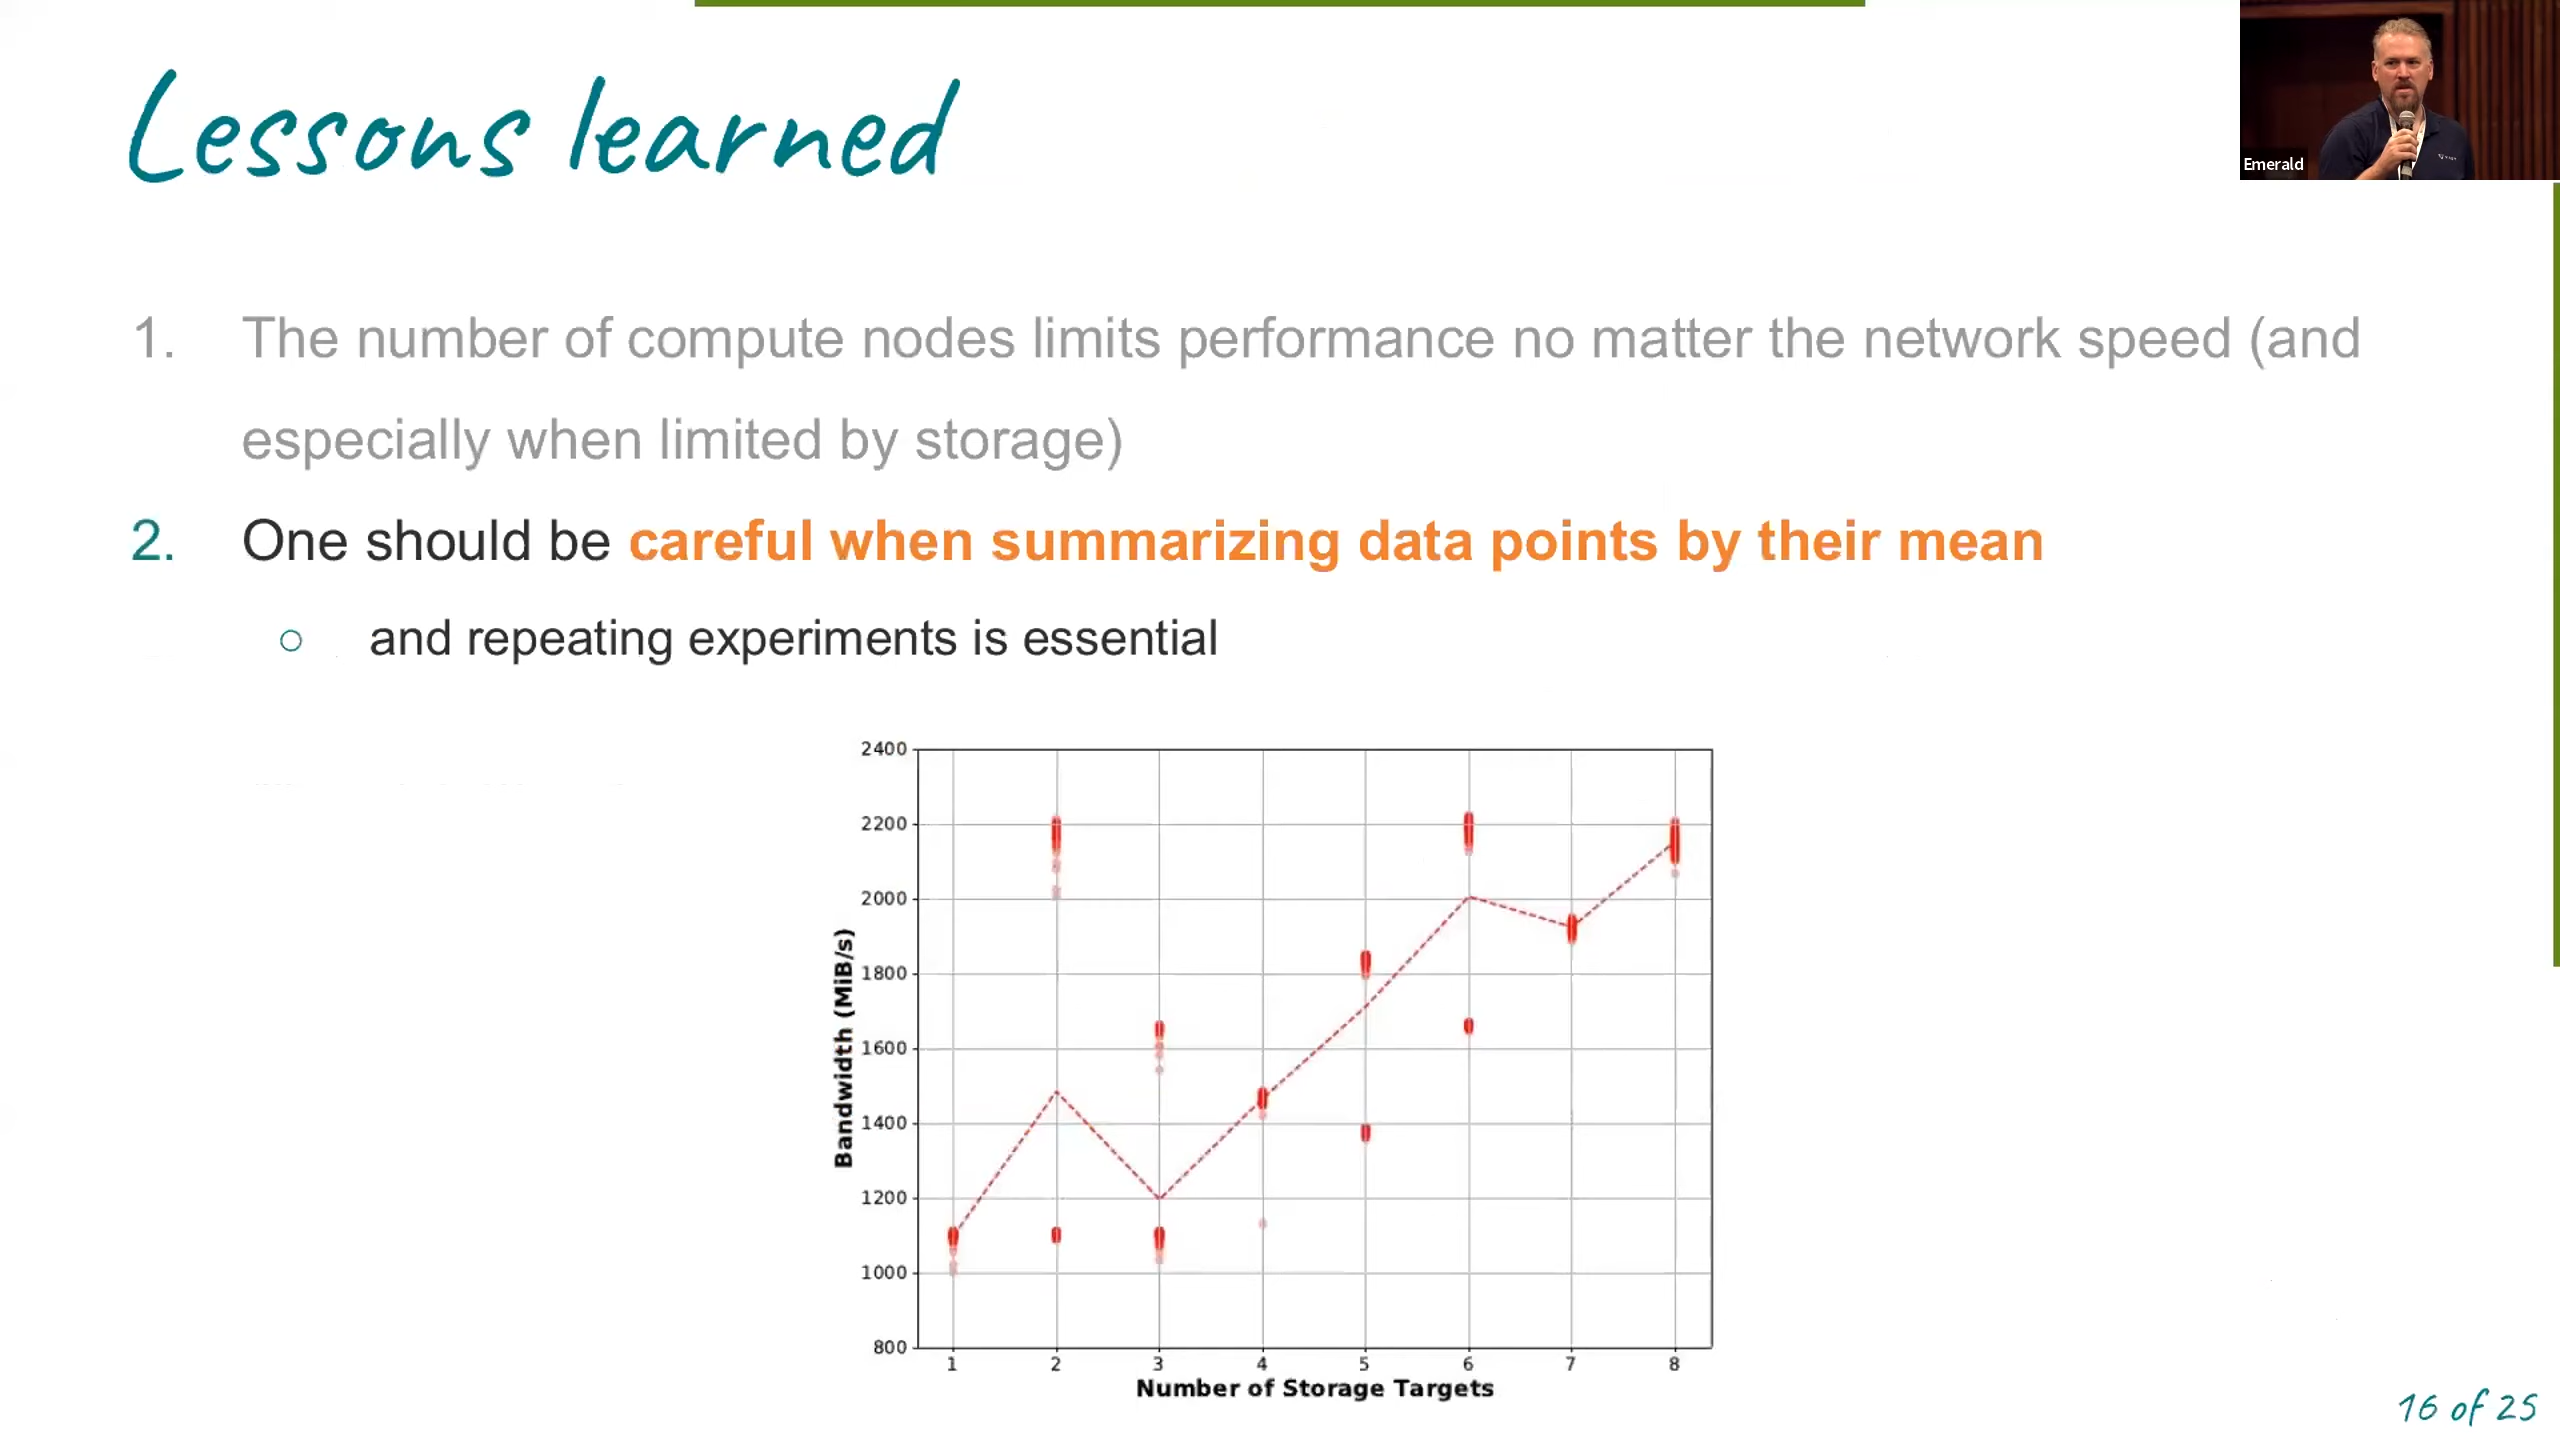 Lessons learned
Emerald
1. The number of compute nodes limits performance no matter the network speed (and
especially when limited by storage)
2. One should be careful when summarizing data points by their mean
○ and repeating experiments is essential
2400
2200
2000
1800
1600
1400
1200
1000
800
Bandwidth (MiB/s)
1 2 3 4 5 6 7 8
Number of Storage Targets
16 of 25